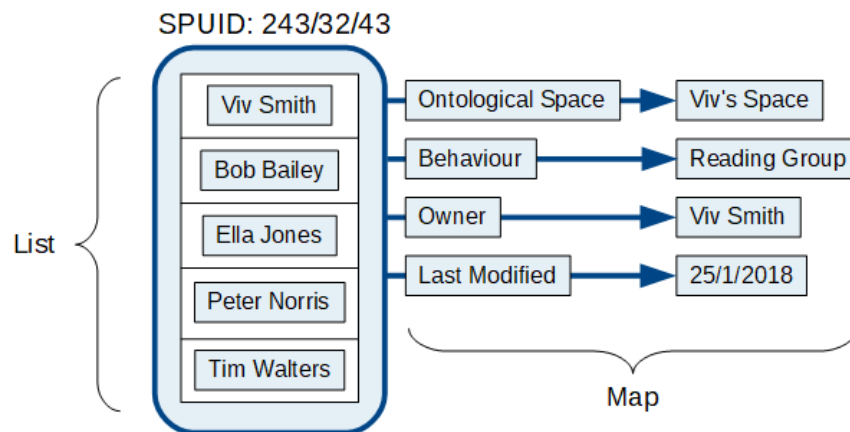 SPUID: 243/32/43
List
Viv Smith
Bob Bailey
Ella Jones
Peter Norris
Tim Walters
Ontological Space
Viv's Space
Behaviour
Reading Group
Owner
Viv Smith
Last Modified
25/1/2018
Map